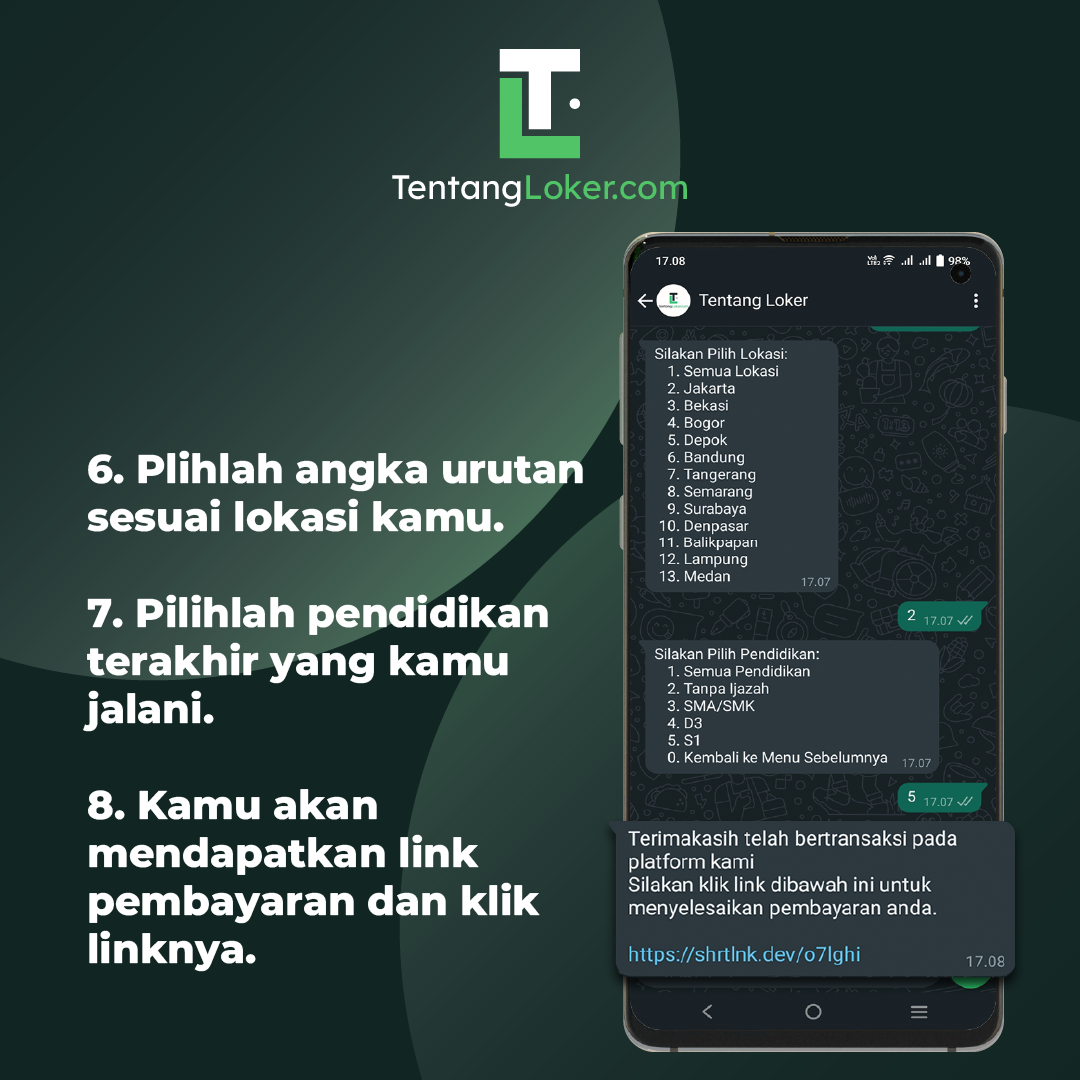 TentangLoker.com
6. Plihlah angka urutan
sesuai lokasi kamu.
7. Pilihlah pendidikan
terakhir yang kamu
jalani.
8. Kamu akan
mendapatkan link
pembayaran dan klik
linknya.
17.08
98%
Tentang Loker
Silakan Pilih Lokasi:
1. Semua Lokasi
2. Jakarta
3. Bekasi
4. Bogor
5. Depok
6. Bandung
7. Tangerang
8. Semarang
9. Surabaya
10. Denpasar
11. Balikpapan
12. Lampung
13. Medan
17.07
2 17.07
Silakan Pilih Pendidikan:
1. Semua Pendidikan
2. Tanpa Ijazah
3. SMA/SMK
4. D3
5. S1
0. Kembali ke Menu Sebelumnya 17.07
5 17.07
Terimakasih telah bertransaksi pada
platform kami
Silakan klik link dibawah ini untuk
menyelesaikan pembayaran anda.
https://shrtlnk.dev/o7lghi
17.08